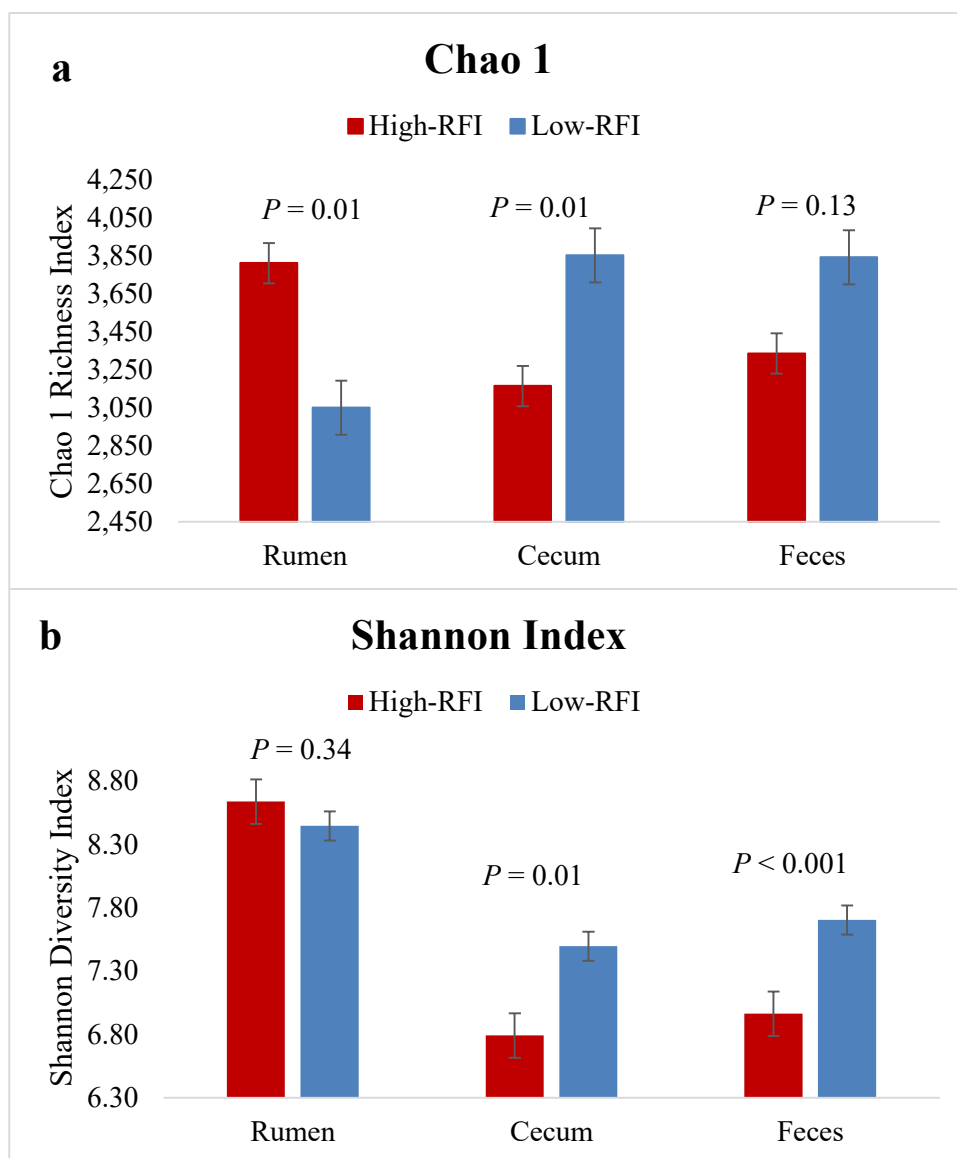 a
Chao 1
High-RFI Low-RFI
Chao 1 Richness Index
4,250
4,050
3,850
3,650
3,450
3,250
3,050
2,850
2,650
2,450
P = 0.01 P = 0.01 P = 0.13
Rumen Cecum Feces
b
Shannon Index
High-RFI Low-RFI
Shannon Diversity Index
8.80
8.30
7.80
7.30
6.80
6.30
P = 0.34
P = 0.01
P < 0.001
Rumen Cecum Feces